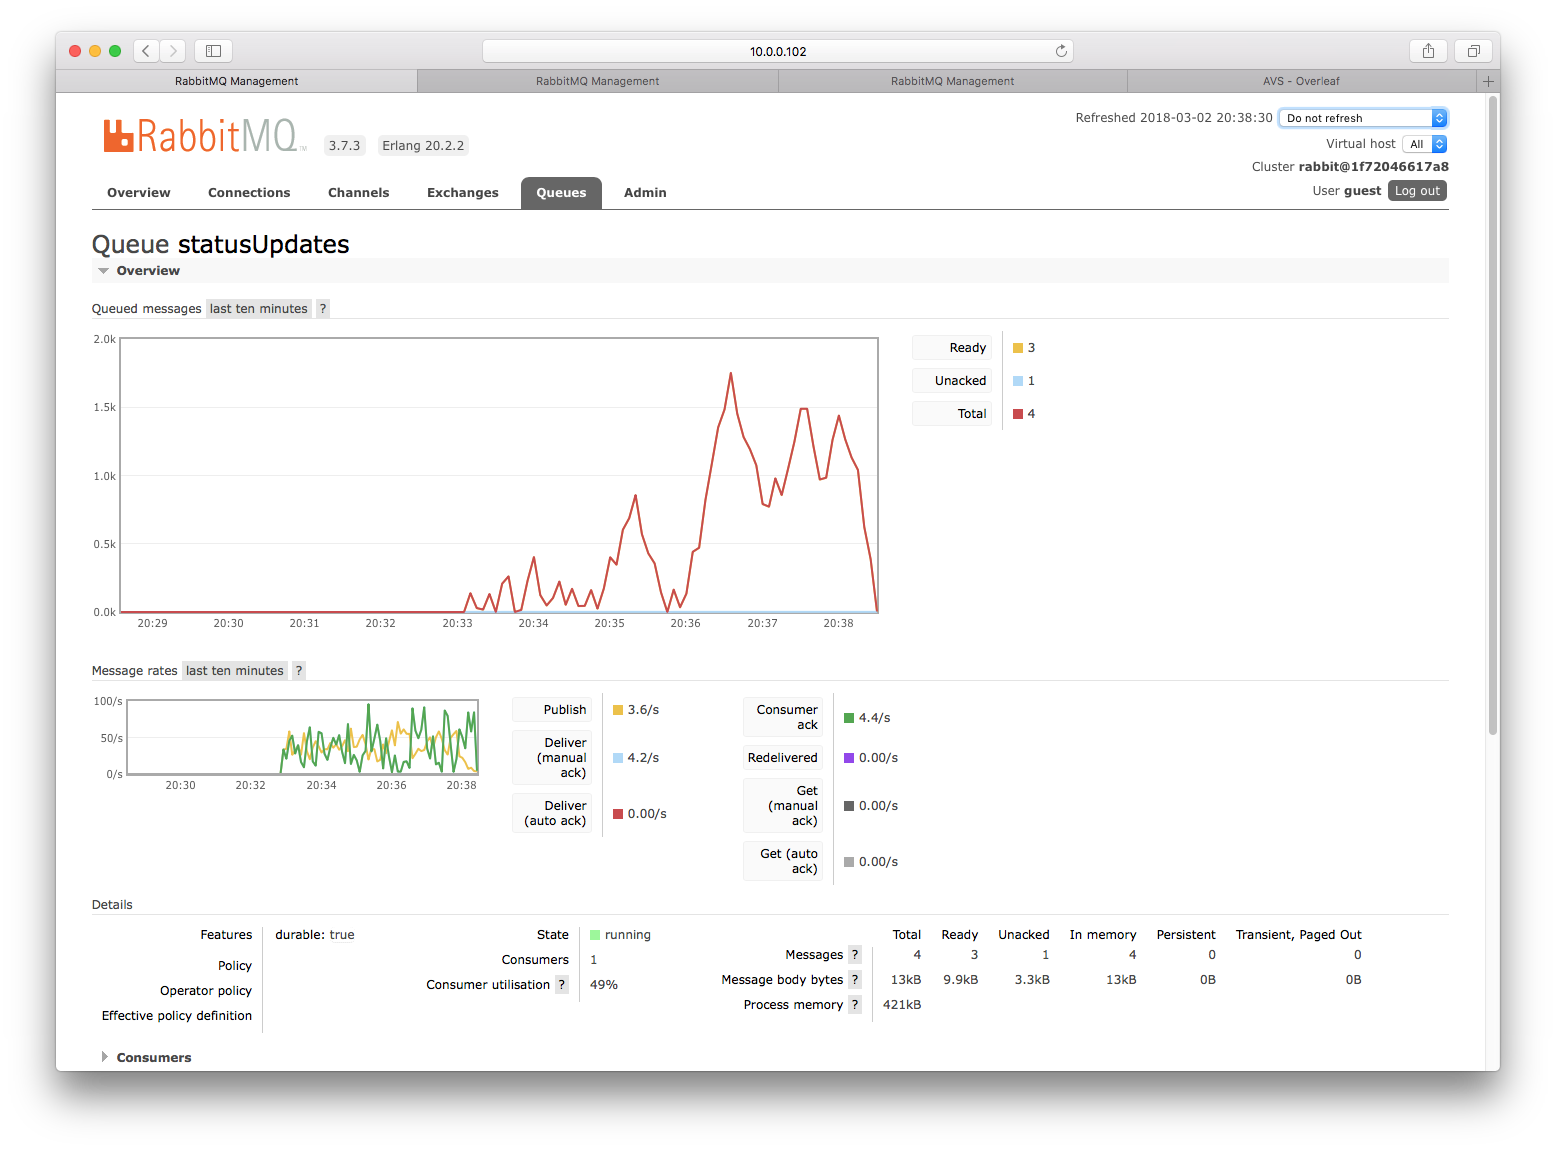 10.0.0.102
RabbitMQ Management RabbitMQ Management RabbitMQ Management AVS - Overleaf
RabbitMQ™ 3.7.3 Erlang 20.2.2
Refreshed 2018-03-02 20:38:30 Do not refresh
Virtual host All
Cluster rabbit@1f72046617a8
User guest Log out
Overview Connections Channels Exchanges Queues Admin
Queue statusUpdates
Overview
Queued messages last ten minutes ?
2.0k
1.5k
1.0k
0.5k
0.0k
20:29 20:30 20:31 20:32 20:33 20:34 20:35 20:36 20:37 20:38
Ready 3
Unacked 1
Total 4
Message rates last ten minutes ?
100/s
50/s
0/s
20:30 20:32 20:34 20:36 20:38
Publish 3.6/s
Deliver
(manual 4.2/s
ack)
Deliver
(auto ack) 0.00/s
Consumer
ack 4.4/s
Redelivered 0.00/s
Get
(manual 0.00/s
ack)
Get (auto
ack) 0.00/s
Details
Features durable: true
Policy
Operator policy
Effective policy definition
State running
Consumers 1
Consumer utilisation ? 49%
Total Ready Unacked In memory Persistent Transient, Paged Out
Messages ? 4 3 1 4 0 0
Message body bytes ? 13kB 9.9kB 3.3kB 13kB 0B 0B
Process memory ? 421kB
Consumers